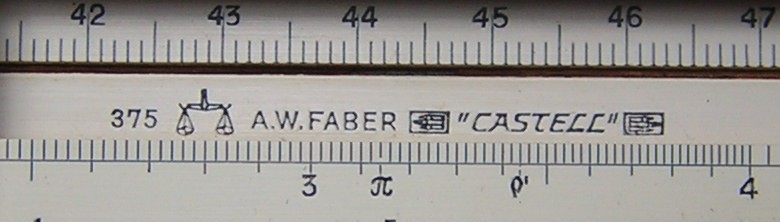 42 43 44 45 46 47
375 A.W. FABER "CASTELL"
3 π ρ' 4